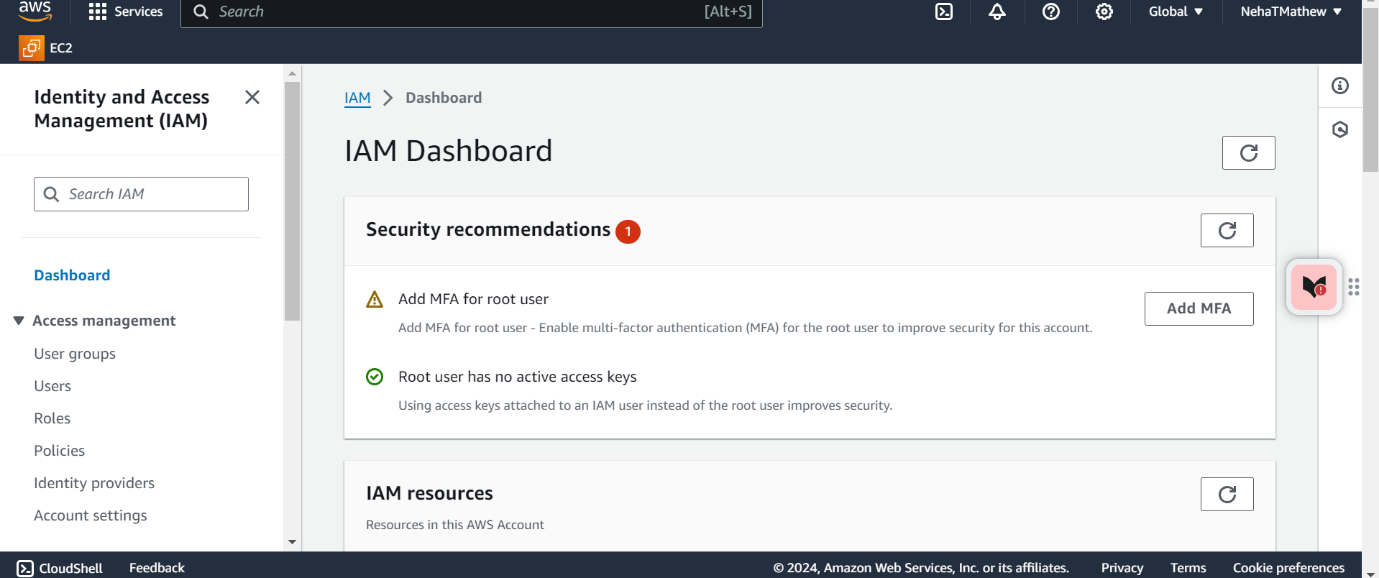 aws
Services
Search
[Alt+S]
Global
NehaTMathew
EC2
Identity and Access
Management (IAM)
Search IAM
Dashboard
Access management
User groups
Users
Roles
Policies
Identity providers
Account settings
IAM > Dashboard
IAM Dashboard
Security recommendations 1
Add MFA for root user
Add MFA for root user - Enable multi-factor authentication (MFA) for the root user to improve security for this account.
Add MFA
Root user has no active access keys
Using access keys attached to an IAM user instead of the root user improves security.
IAM resources
Resources in this AWS Account
CloudShell
Feedback
© 2024, Amazon Web Services, Inc. or its affiliates.
Privacy
Terms
Cookie preferences